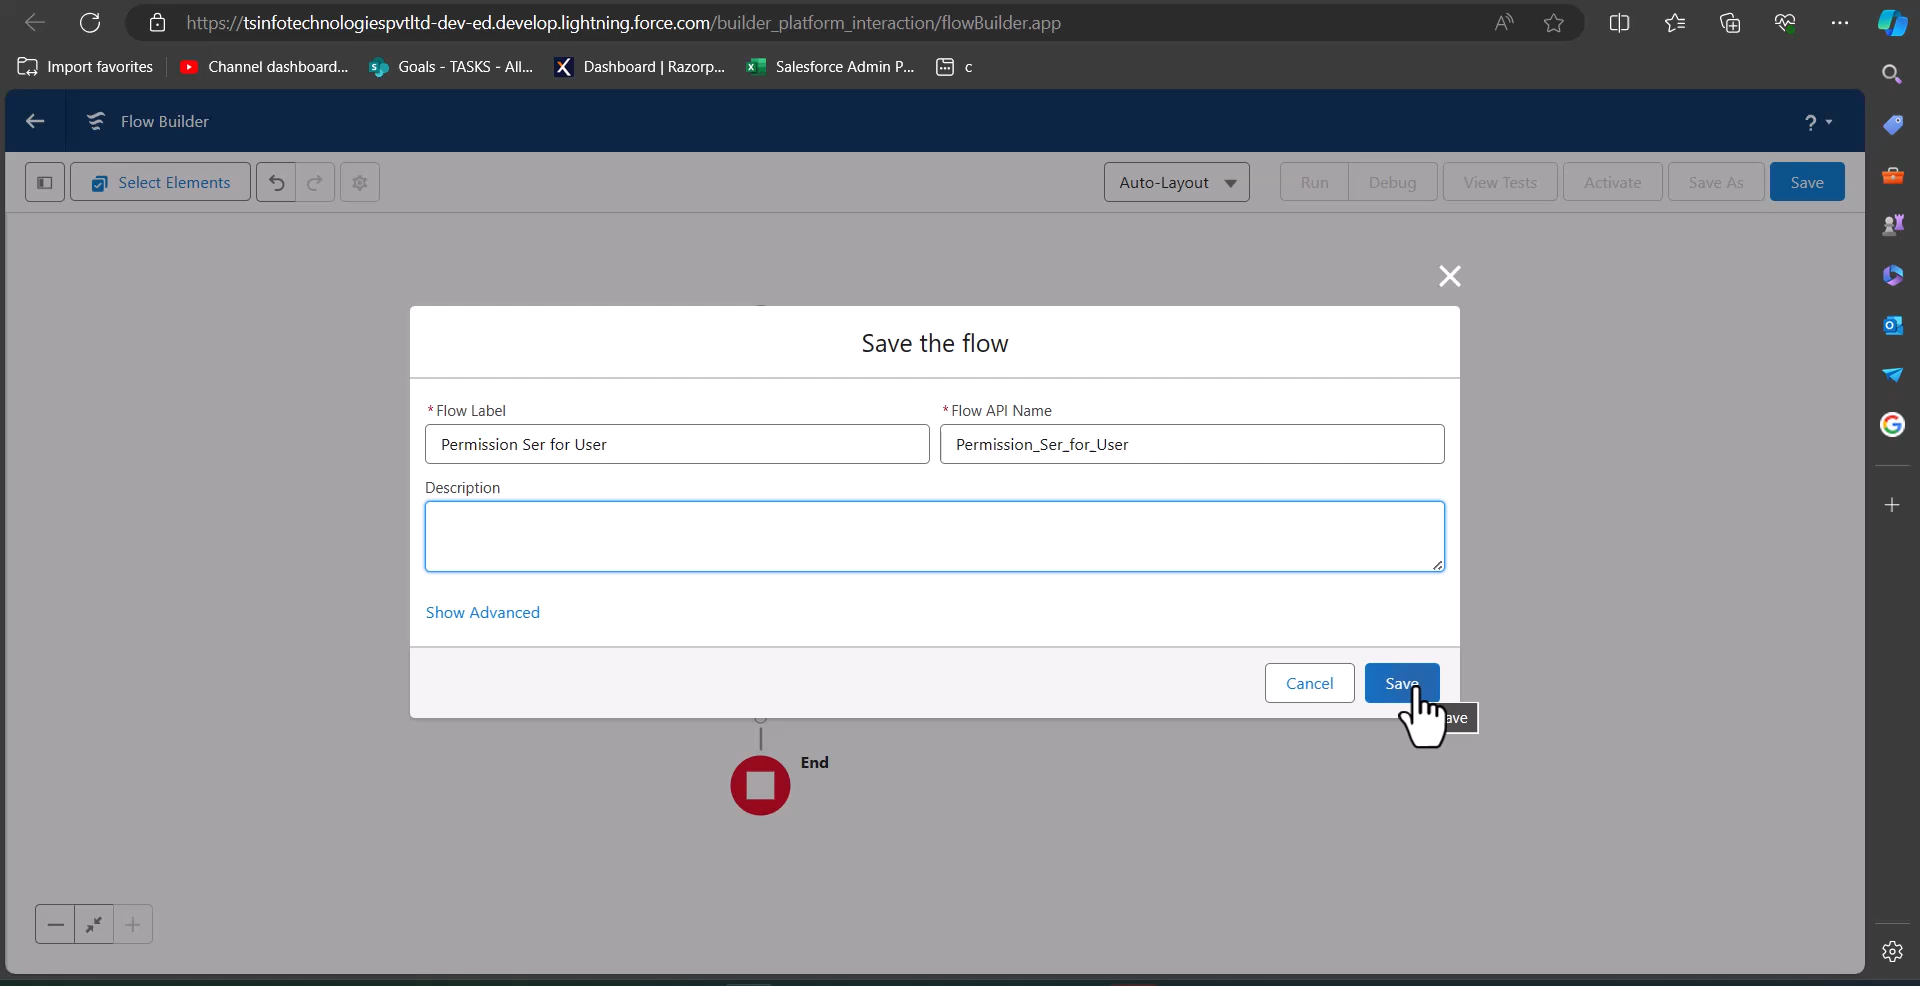 https://tsinfotechnologiespvtltd-dev-ed.develop.lightning.force.com/builder_platform_interaction/flowBuilder.app
Import favorites
Channel dashboard...
Goals - TASKS - All...
Dashboard | Razorp...
Salesforce Admin P...
c
Flow Builder
?
Select Elements
Auto-Layout
Run
Debug
View Tests
Activate
Save As
Save
Save the flow
*Flow Label
*Flow API Name
Permission Ser for User
Permission_Ser_for_User
Description
Show Advanced
Cancel
Save
ave
End